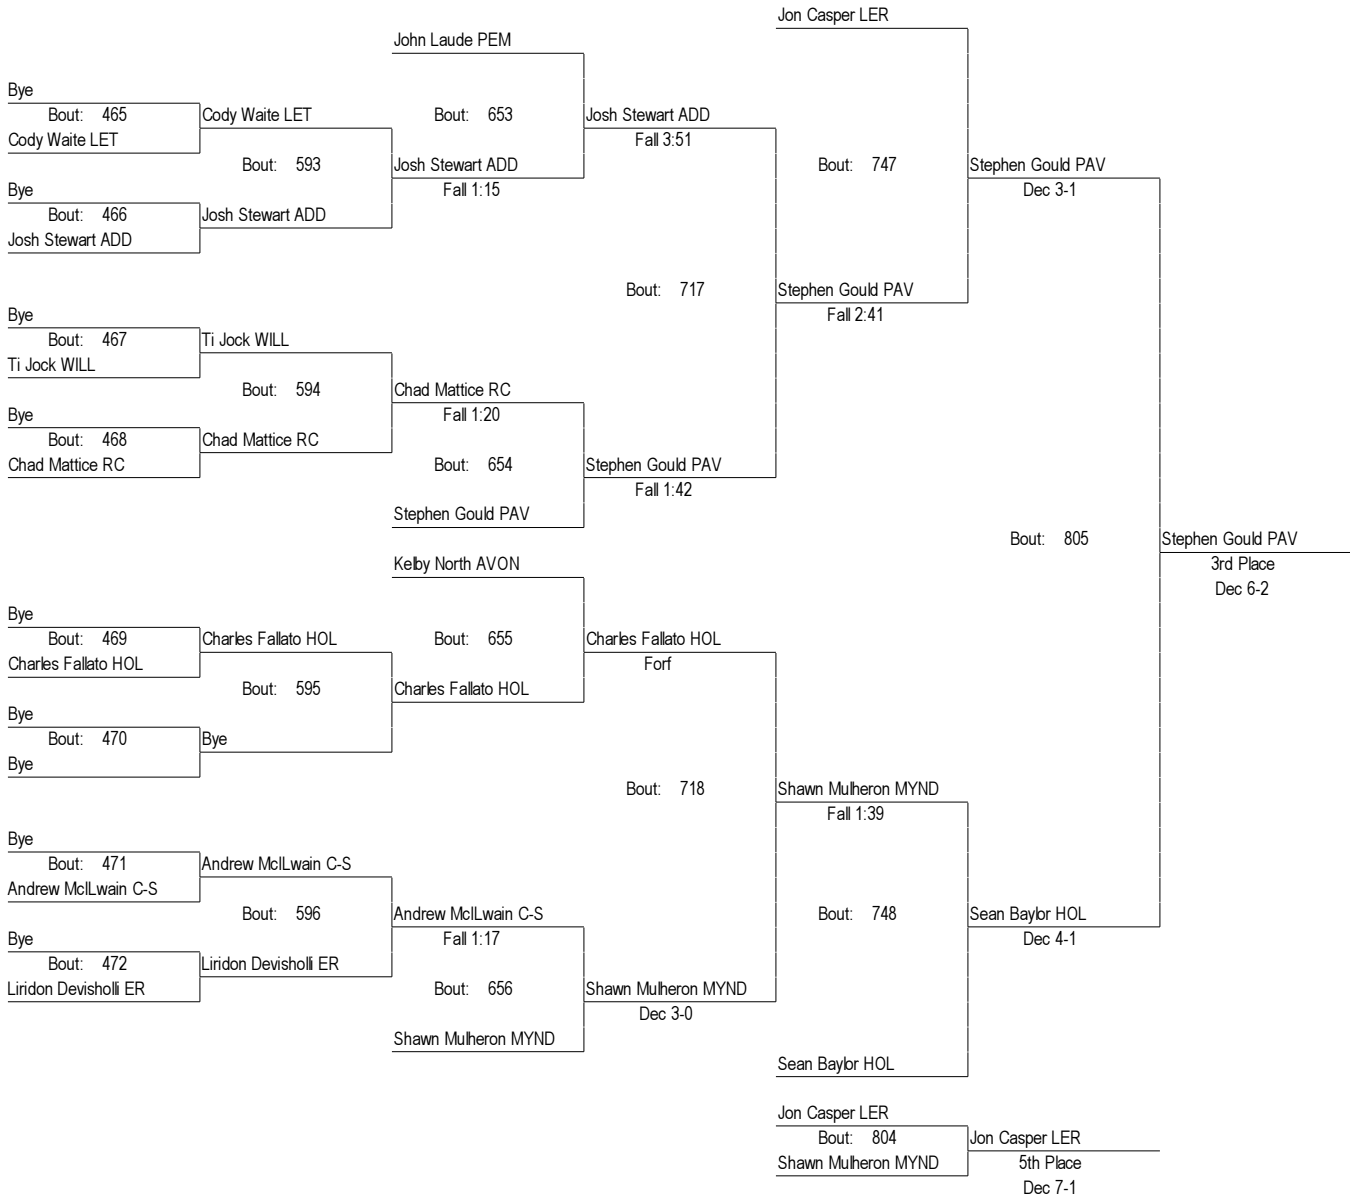 Jon Casper LER
John Laude PEM
Bye
Bout: 465
Cody Waite LET
Bout: 653
Josh Stewart ADD
Cody Waite LET
Fall 3:51
Bout: 593
Josh Stewart ADD
Bout: 747
Stephen Gould PAV
Bye
Fall 1:15
Dec 3-1
Bout: 466
Josh Stewart ADD
Josh Stewart ADD
Bout: 717
Stephen Gould PAV
Bye
Fall 2:41
Bout: 467
Ti Jock WILL
Ti Jock WILL
Bout: 594
Chad Mattice RC
Bye
Fall 1:20
Bout: 468
Chad Mattice RC
Chad Mattice RC
Bout: 654
Stephen Gould PAV
Fall 1:42
Stephen Gould PAV
Bout: 805
Stephen Gould PAV
Kelby North AVON
3rd Place
Dec 6-2
Bye
Bout: 469
Charles Fallato HOL
Bout: 655
Charles Fallato HOL
Charles Fallato HOL
Forf
Bout: 595
Charles Fallato HOL
Bye
Bout: 470
Bye
Bye
Bout: 718
Shawn Mulheron MYND
Fall 1:39
Bye
Bout: 471
Andrew McILwain C-S
Andrew McILwain C-S
Bout: 596
Andrew McILwain C-S
Bout: 748
Sean Baylor HOL
Bye
Fall 1:17
Dec 4-1
Bout: 472
Liridon Devisholli ER
Liridon Devisholli ER
Bout: 656
Shawn Mulheron MYND
Dec 3-0
Shawn Mulheron MYND
Sean Baylor HOL
Jon Casper LER
Bout: 804
Jon Casper LER
Shawn Mulheron MYND
5th Place
Dec 7-1